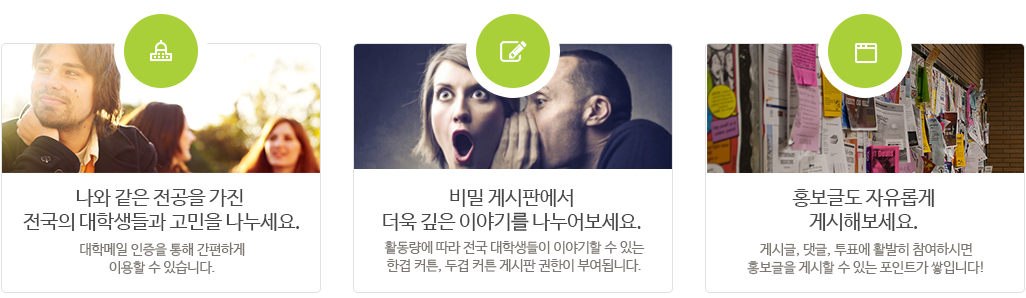 나와 같은 전공을 가진
전국의 대학생들과 고민을 나누세요.
대학메일 인증을 통해 간편하게
이용할 수 있습니다.
비밀 게시판에서
더욱 깊은 이야기를 나누어보세요.
활동량에 따라 전국 대학생들이 이야기할 수 있는
한겹 커튼, 두겹 커튼 게시판 권한이 부여됩니다.
홍보글도 자유롭게
게시해보세요.
게시글, 댓글, 투표에 활발히 참여하시면
홍보글을 게시할 수 있는 포인트가 쌓입니다!